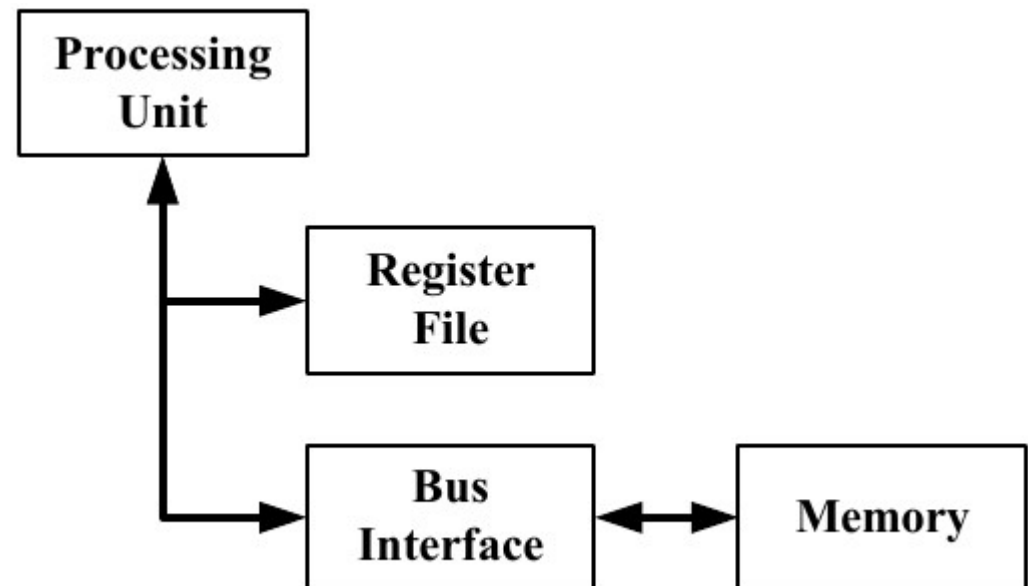 Processing
Unit
Register
File
Bus
Interface
Memory